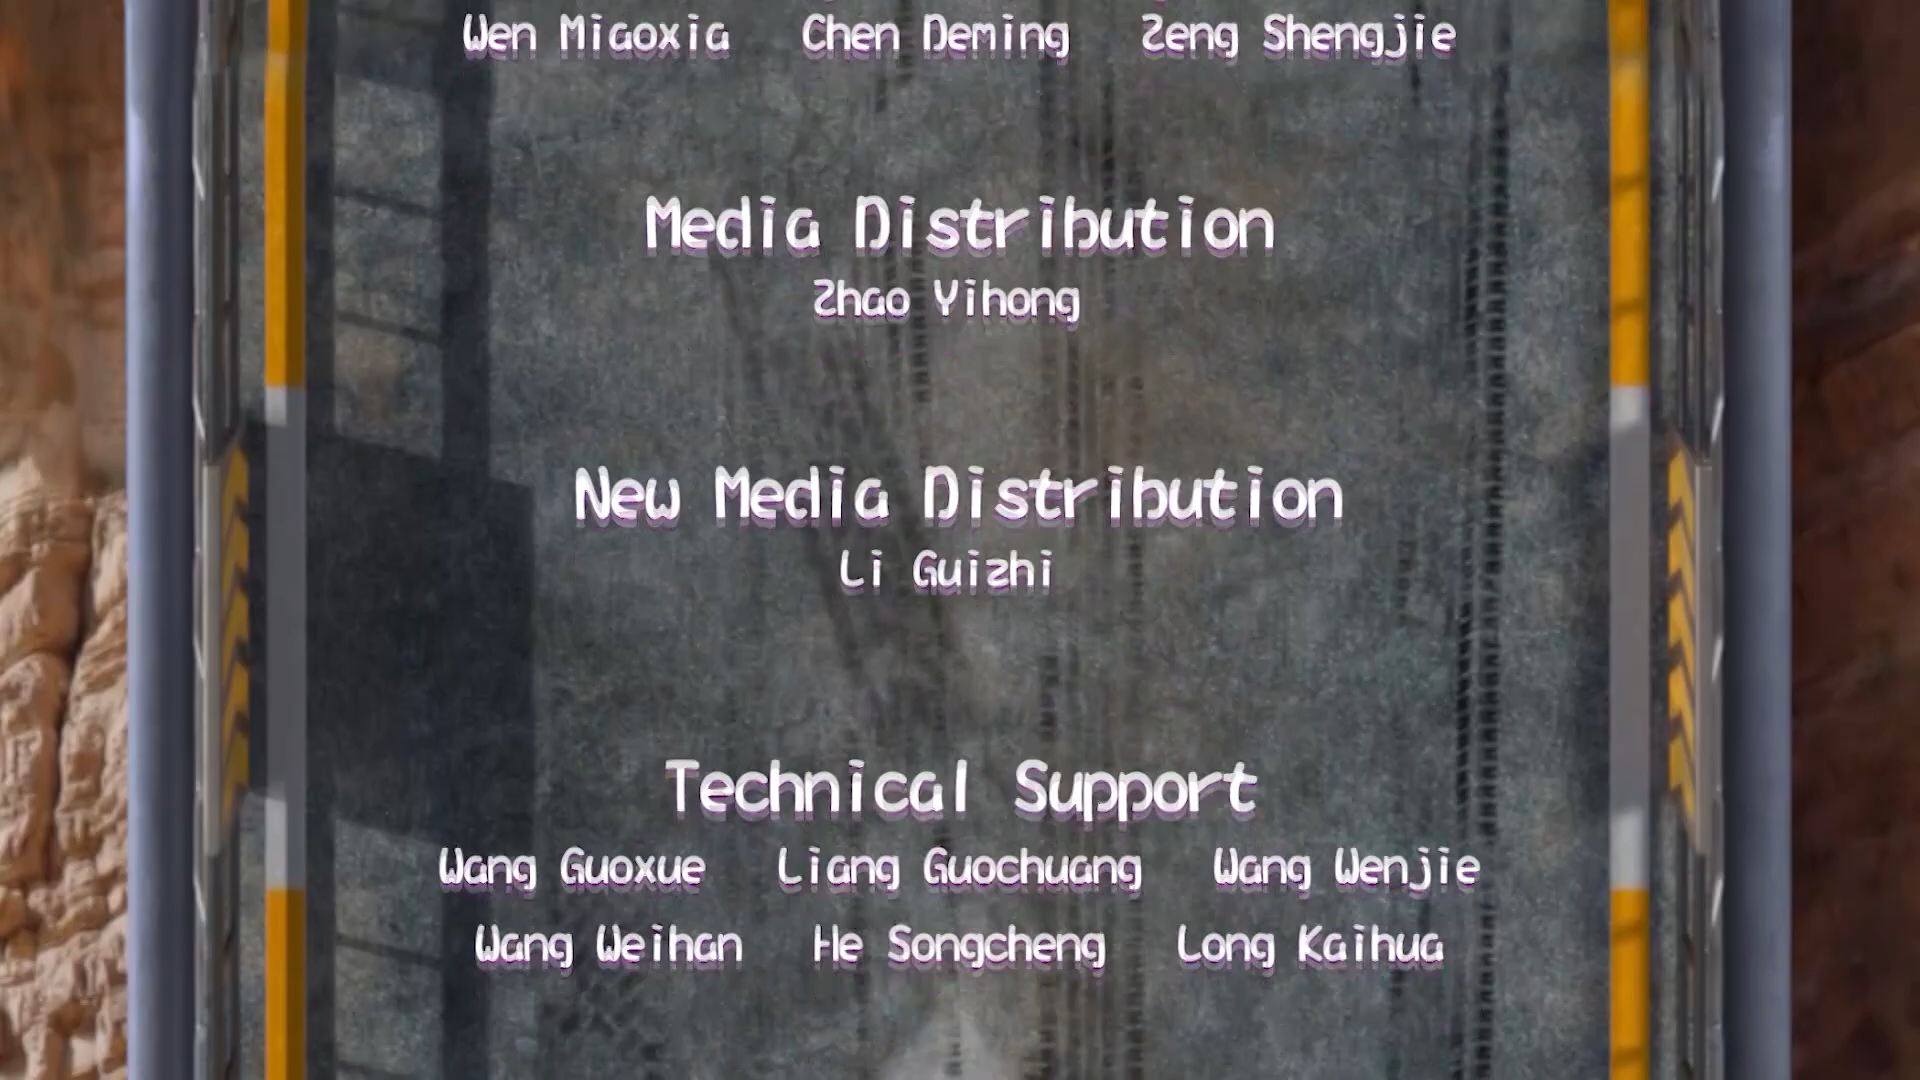 Wen Miaoxia Chen Deming Zeng Shengjie
Media Distribution
Zhao Yihong
New Media Distribution
Li Guizhi
Technical Support
Wang Guoxue Liang Guochuang Wang Wenjie
Wang Weihan He Songcheng Long Kaihua